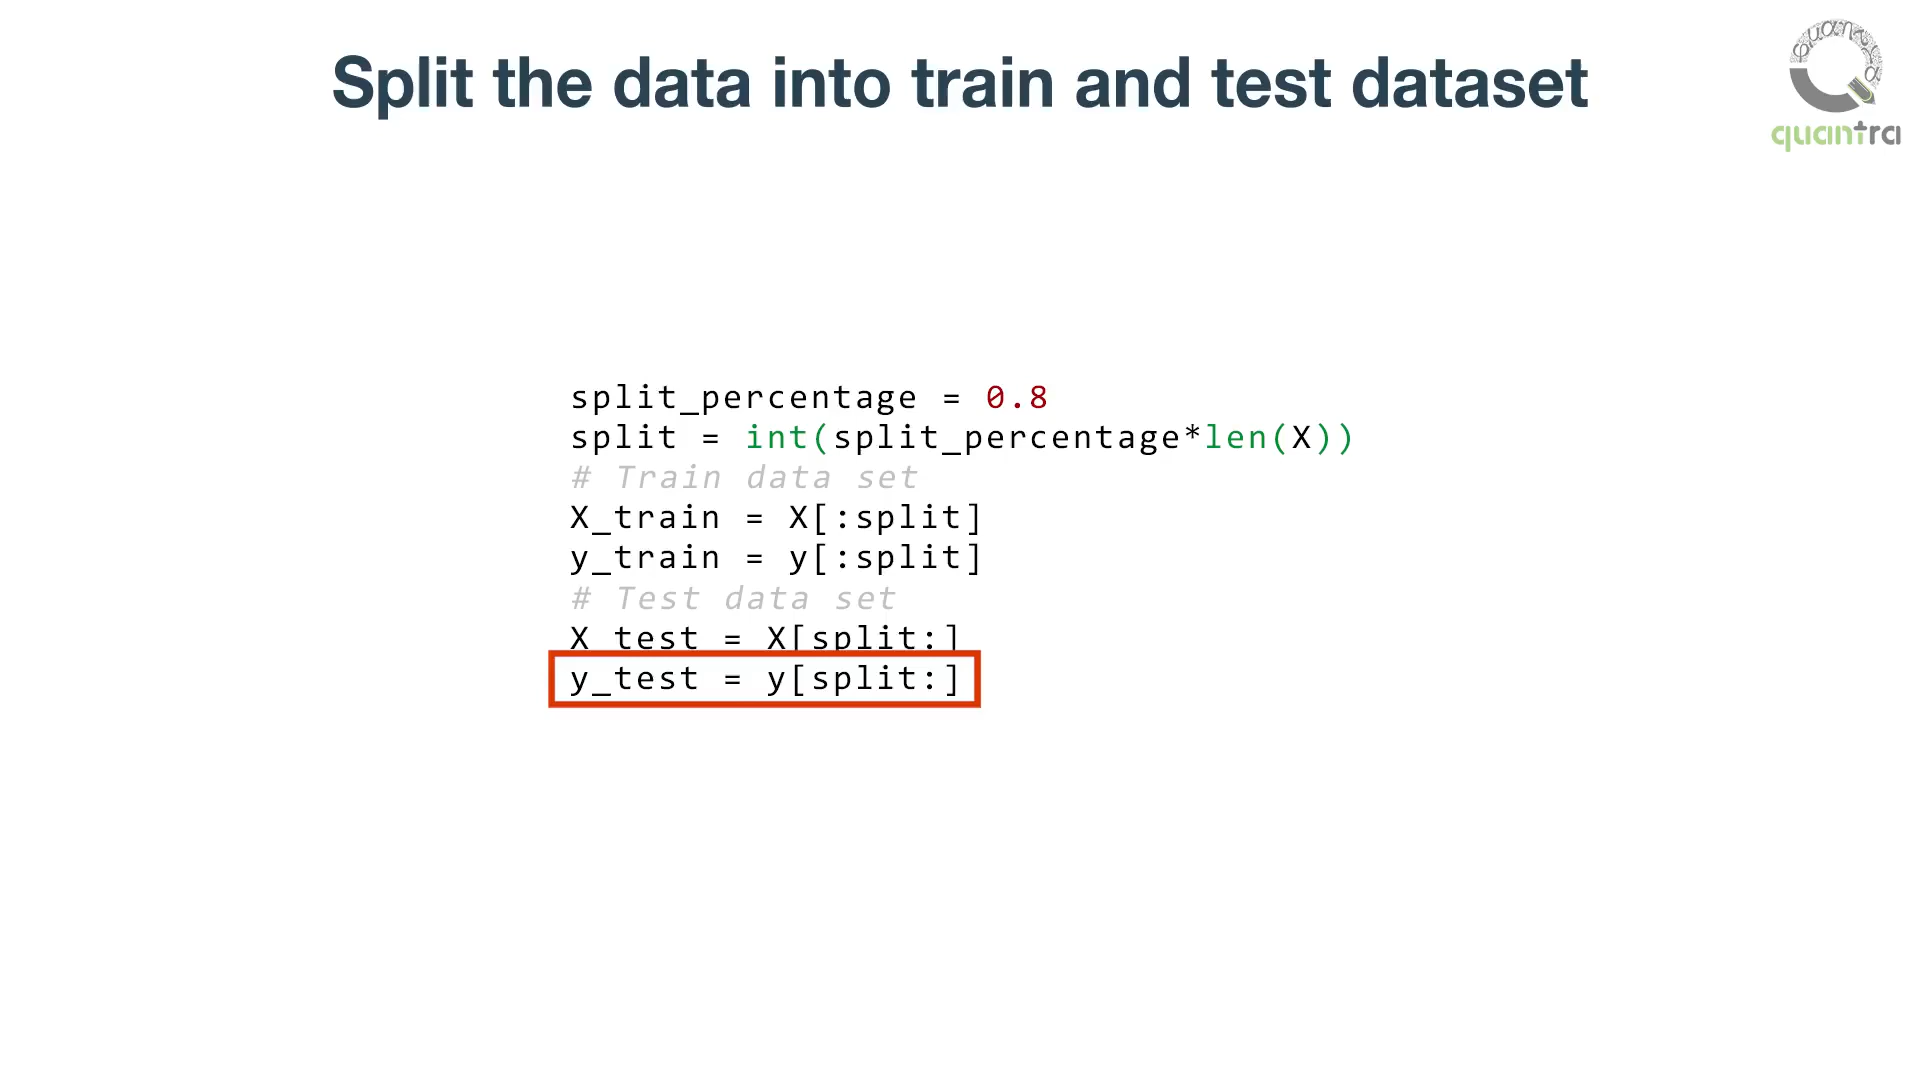 Split the data into train and test dataset
quantra
split_percentage = 0.8
split = int(split_percentage*len(X))
# Train data set
X_train = X[:split]
y_train = y[:split]
# Test data set
X_test = X[split:]
y_test = y[split:]